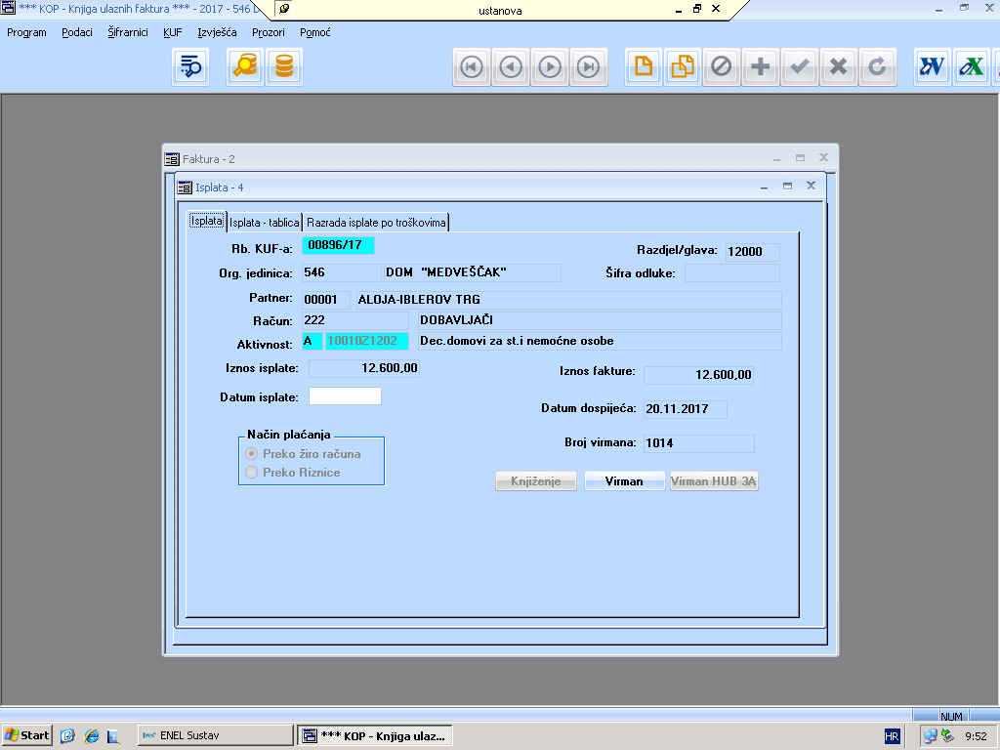 *** KOP - Knjiga ulaznih faktura *** - 2017 - 546 D
ustanova
Program Podaci Šifrarnici KUF Izvješća Prozori Pomoć
Faktura - 2
Isplata - 4
Isplata Isplata - tablica Razrada isplate po troškovima
Rb. KUF-a: 00896/17 Razdjel/glava: 12000
Org. jedinica: 546 DOM "MEDVEŠČAK" Šifra odluke:
Partner: 00001 ALOJA-IBLEROV TRG
Račun: 222 DOBAVLJAČI
Aktivnost: A 10010Z1202 Dec.domovi za st.i nemoćne osobe
Iznos isplate: 12.600,00 Iznos fakture: 12.600,00
Datum isplate: Datum dospijeća: 20.11.2017
Način plaćanja
Preko žiro računa
Preko Riznice
Broj virmana: 1014
Knjiženje Virman Virman HUB 3A
NUM
Start ENEL Sustav *** KOP - Knjiga ulaz... HR 9:52